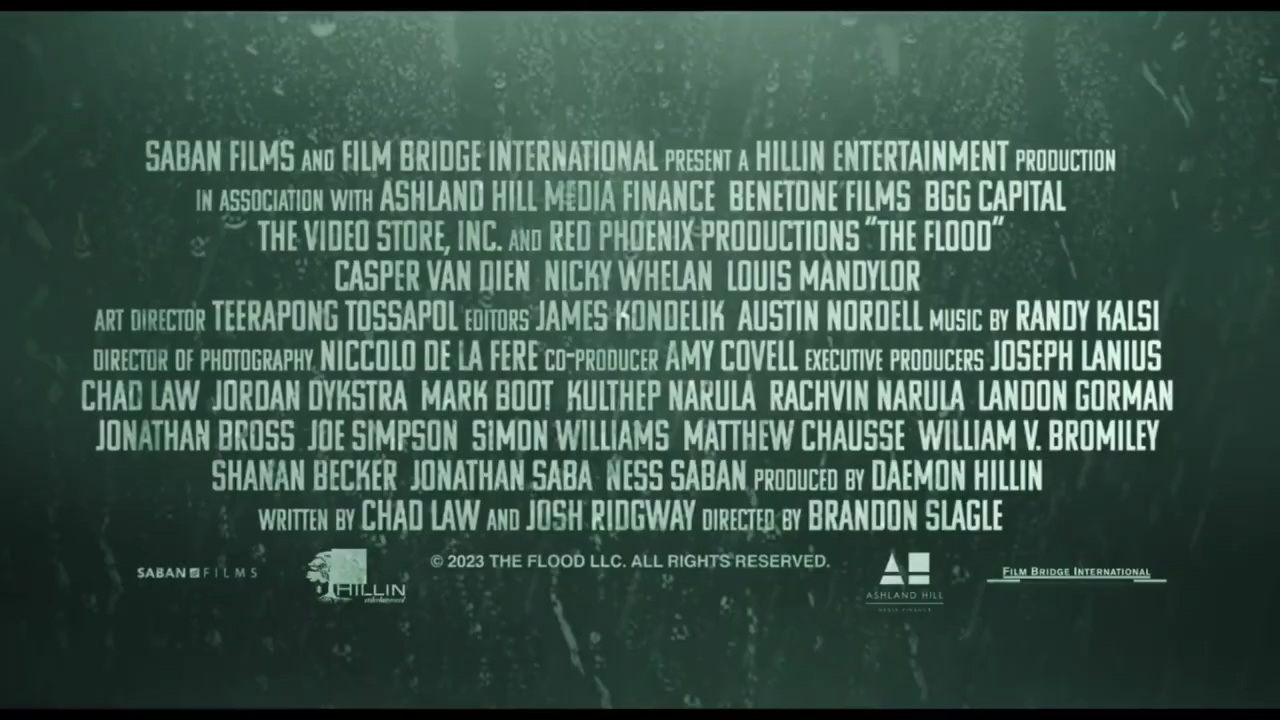 SABAN FILMS AND FILM BRIDGE INTERNATIONAL PRESENT A HILLIN ENTERTAINMENT PRODUCTION
IN ASSOCIATION WITH ASHLAND HILL MEDIA FINANCE BENETONE FILMS BGG CAPITAL
THE VIDEO STORE, INC. AND RED PHOENIX PRODUCTIONS "THE FLOOD"
CASPER VAN DIEN NICKY WHELAN LOUIS MANDYLOR
ART DIRECTOR TEERAPONG TOSSAPOL EDITORS JAMES KONDELIK AUSTIN NORDELL MUSIC BY RANDY KALSI
DIRECTOR OF PHOTOGRAPHY NICCOLO DE LA FERE CO-PRODUCER AMY COVELL EXECUTIVE PRODUCERS JOSEPH LANIUS
CHAD LAW JORDAN DYKSTRA MARK BOOT KULTHEP NARULA RACHVIN NARULA LANDON GORMAN
JONATHAN BROSS JOE SIMPSON SIMON WILLIAMS MATTHEW CHAUSSE WILLIAM V. BROMILEY
SHANAN BECKER JONATHAN SABA NESS SABAN PRODUCED BY DAEMON HILLIN
WRITTEN BY CHAD LAW AND JOSH RIDGWAY DIRECTED BY BRANDON SLAGLE
© 2023 THE FLOOD LLC. ALL RIGHTS RESERVED.
SABAN FILMS
HILLIN
entertainment
ASHLAND HILL
MEDIA FINANCE
FILM BRIDGE INTERNATIONAL